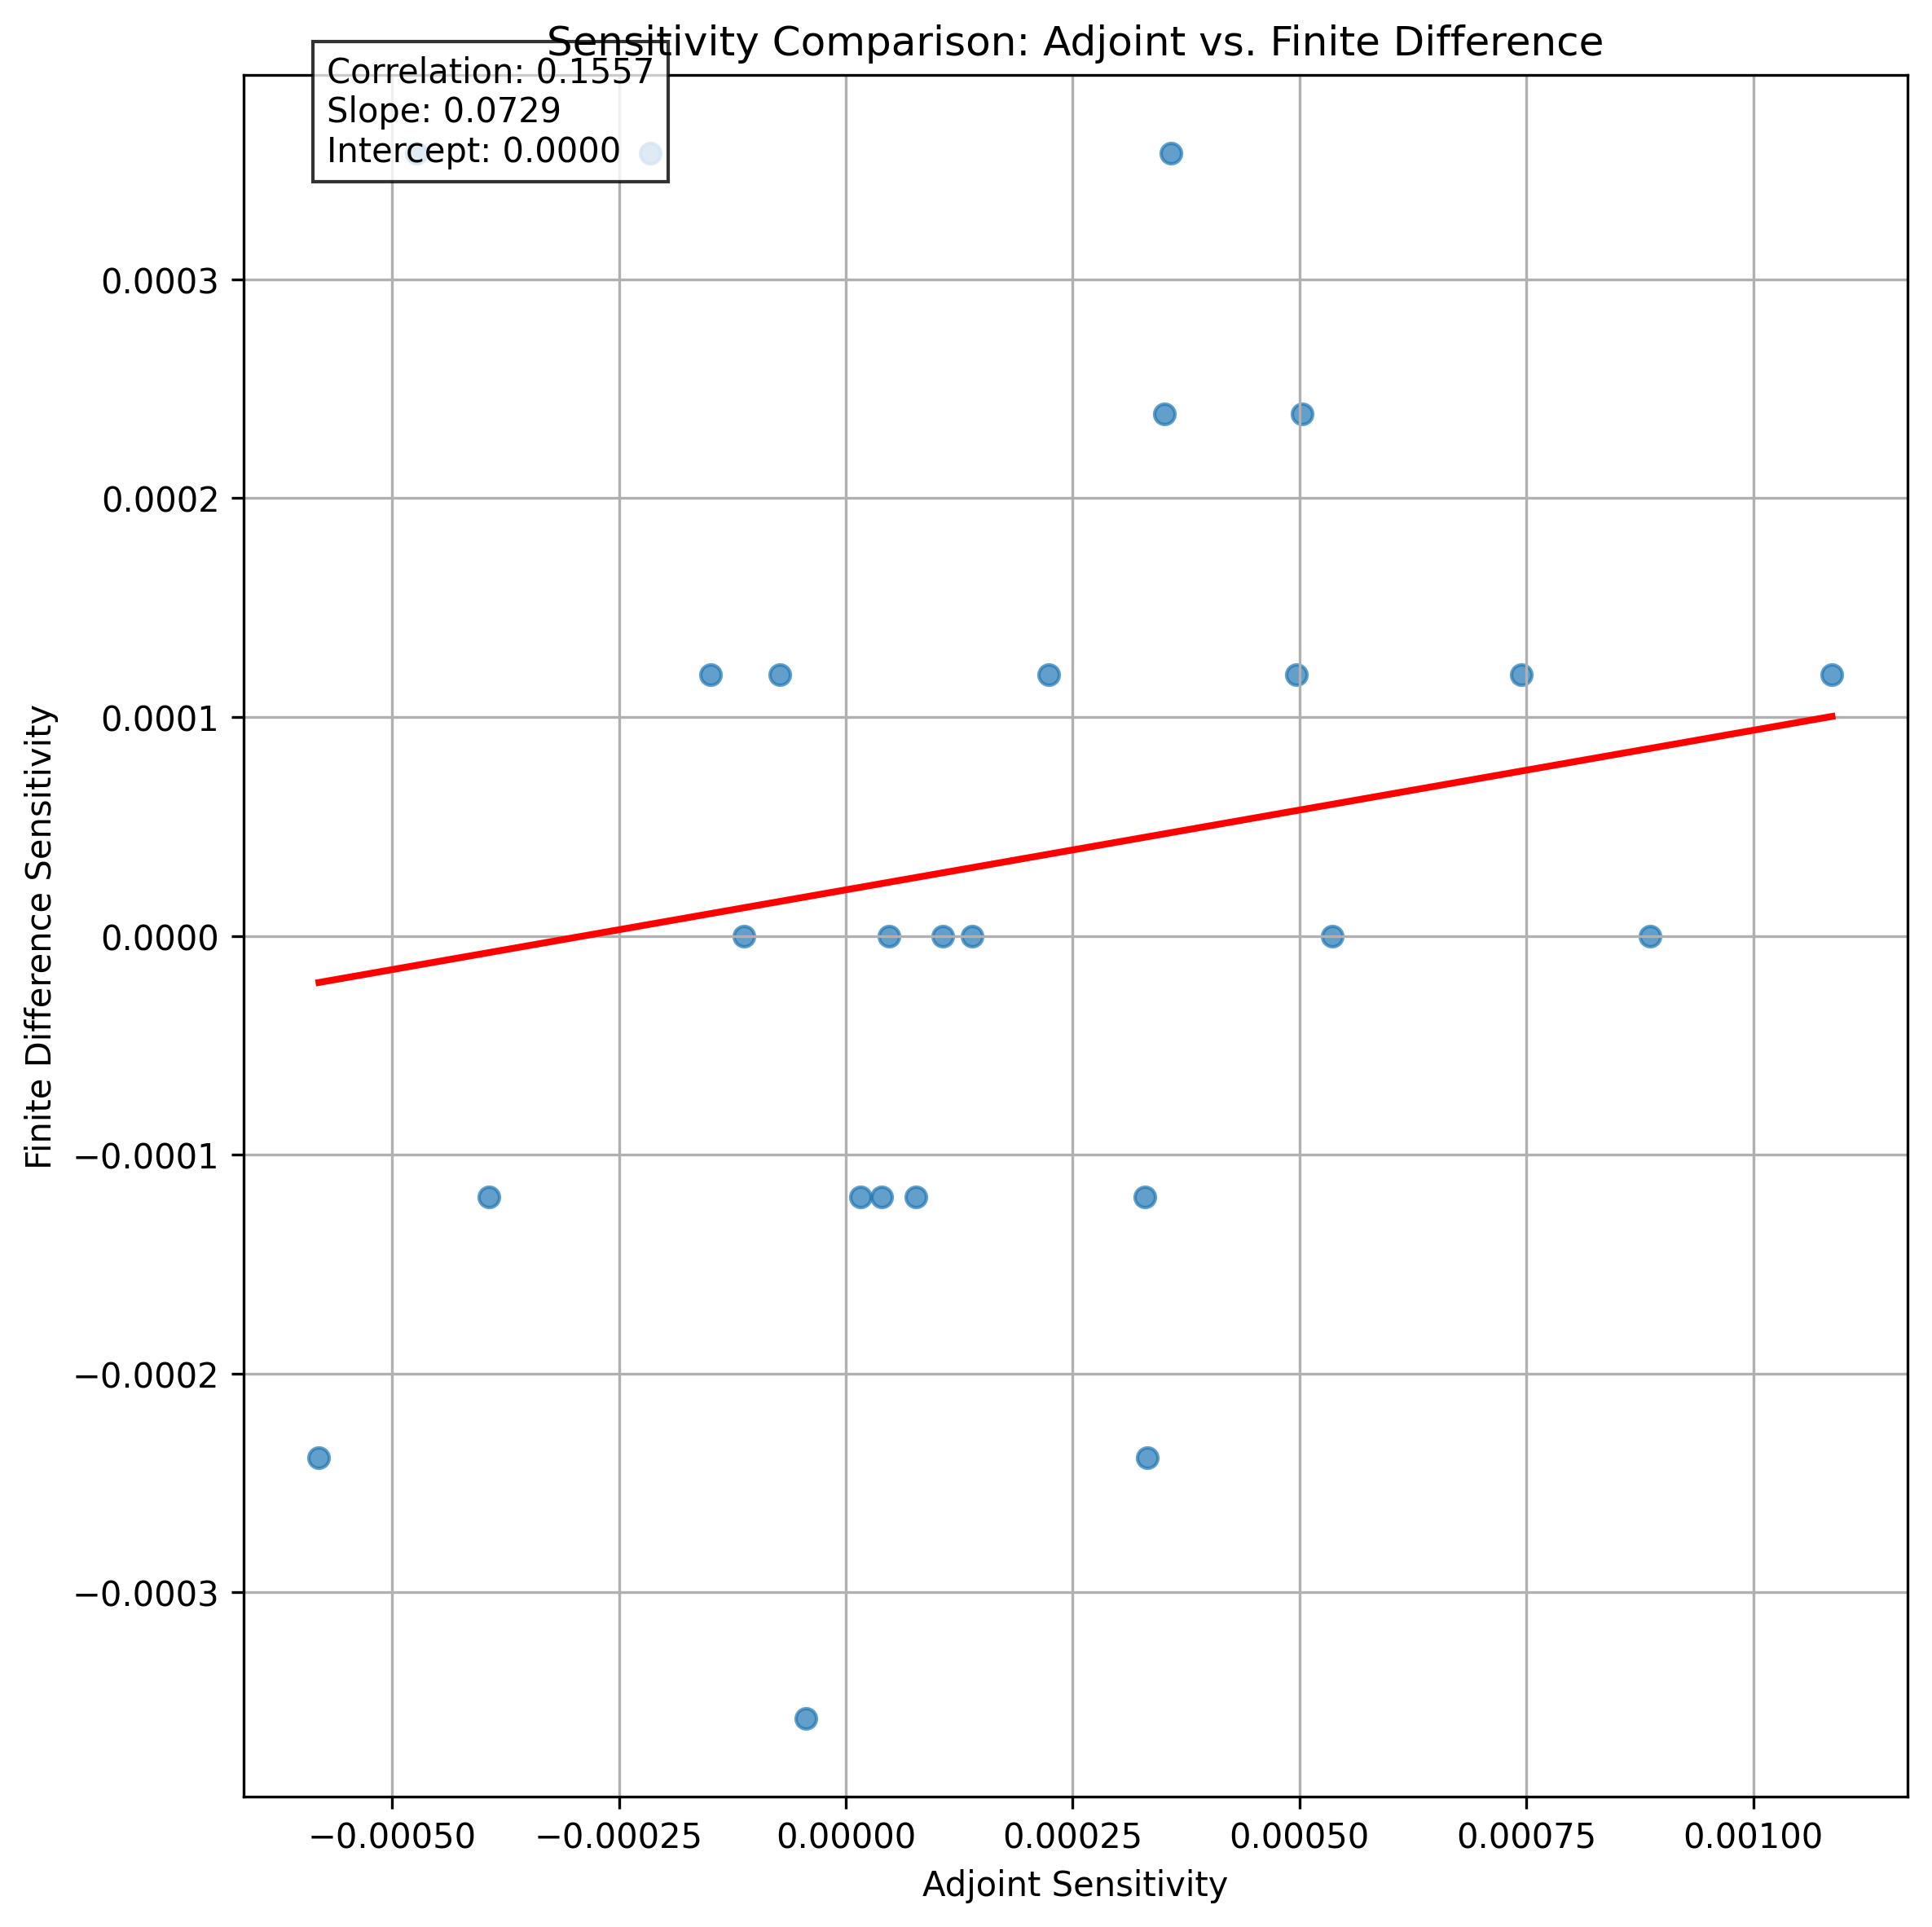 Sensitivity Comparison: Adjoint vs. Finite Difference
Correlation: 0.1557
Slope: 0.0729
Intercept: 0.0000
0.0003
0.0002
0.0001
0.0000
−0.0001
−0.0002
−0.0003
Finite Difference Sensitivity
−0.00050 −0.00025 0.00000 0.00025 0.00050 0.00075 0.00100
Adjoint Sensitivity